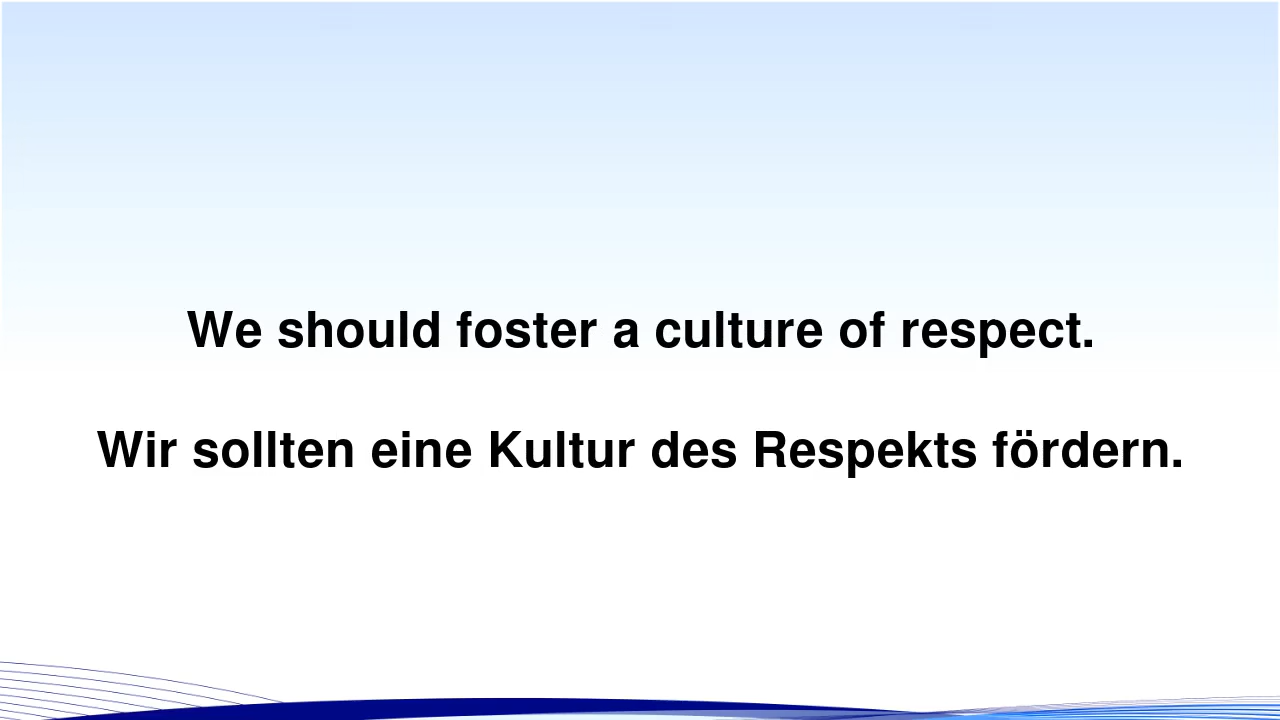 We should foster a culture of respect.
Wir sollten eine Kultur des Respekts fördern.